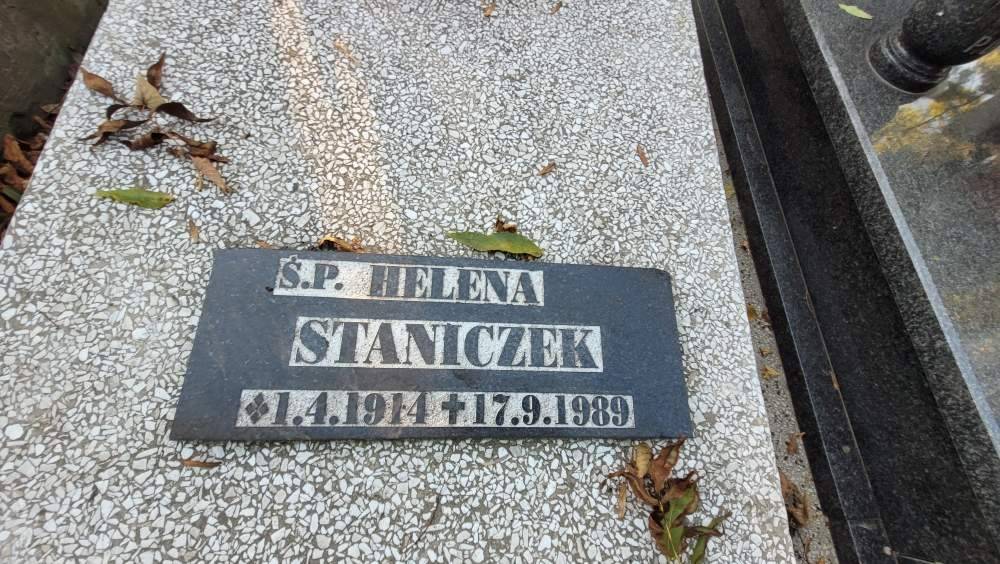 Ś.P. HELENA
STANICZEK
❖ 1.4.1914 ✝ 17.9.1989